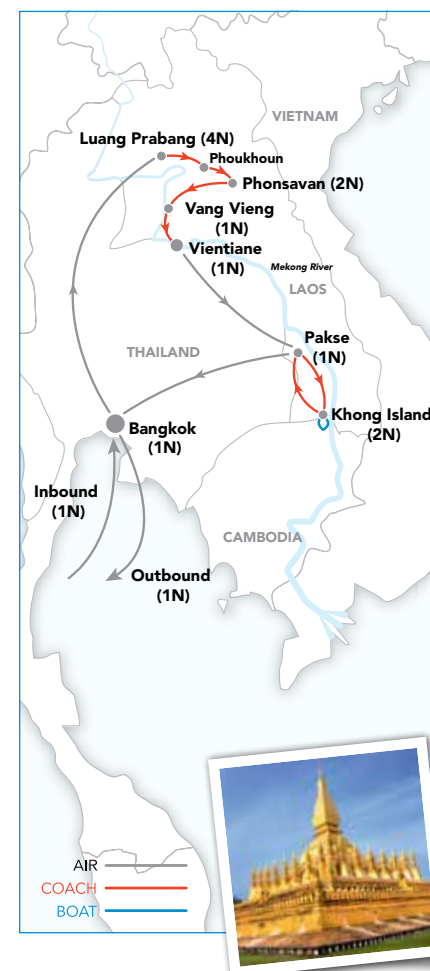 VIETNAM
Luang Prabang (4N)
Phoukhoun
Phonsavan (2N)
Vang Vieng
(1N)
Vientiane
(1N)
Mekong River
LAOS
Pakse
(1N)
THAILAND
Khong Island
(2N)
Bangkok
(1N)
Inbound
(1N)
CAMBODIA
Outbound
(1N)
AIR
COACH
BOAT